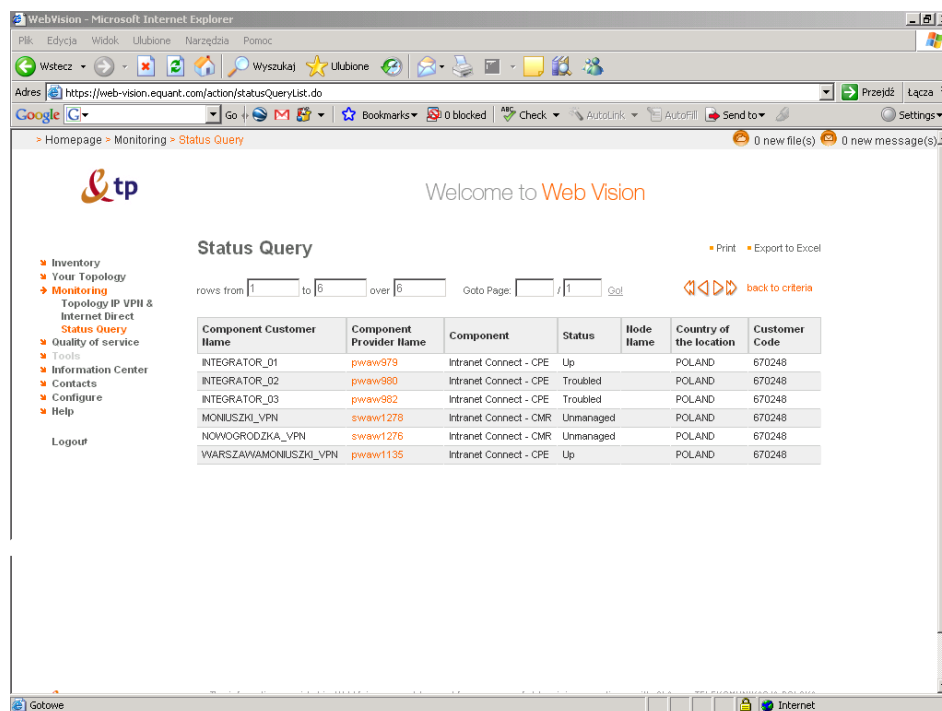 WebVision - Microsoft Internet Explorer
Plik Edycja Widok Ulubione Narzędzia Pomoc
Wstecz Wyszukaj Ulubione
Adres https://web-vision.equant.com/action/statusQueryList.do Przejdź Łącza
Google G Go Bookmarks 0 blocked ABC Check AutoLink AutoFill Send to Settings
> Homepage > Monitoring > Status Query 0 new file(s) 0 new message(s)
tp
Welcome to Web Vision
Status Query
Print Export to Excel
rows from 1 to 6 over 6 Goto Page: / 1 Go! back to criteria
Inventory
Your Topology
Monitoring
Topology IP VPN &
Internet Direct
Status Query
Quality of service
Tools
Information Center
Contacts
Configure
Help
Logout
Component Customer Name Component Provider Name Component Status Node Name Country of the location Customer Code
INTEGRATOR_01 pwaw979 Intranet Connect - CPE Up POLAND 670248
INTEGRATOR_02 pwaw980 Intranet Connect - CPE Troubled POLAND 670248
INTEGRATOR_03 pwaw982 Intranet Connect - CPE Troubled POLAND 670248
MONIUSZKI_VPN swaw1278 Intranet Connect - CMR Unmanaged POLAND 670248
NOWOGRODZKA_VPN swaw1276 Intranet Connect - CMR Unmanaged POLAND 670248
WARSZAWAMONIUSZKI_VPN pwaw1135 Intranet Connect - CPE Up POLAND 670248
Gotowe Internet